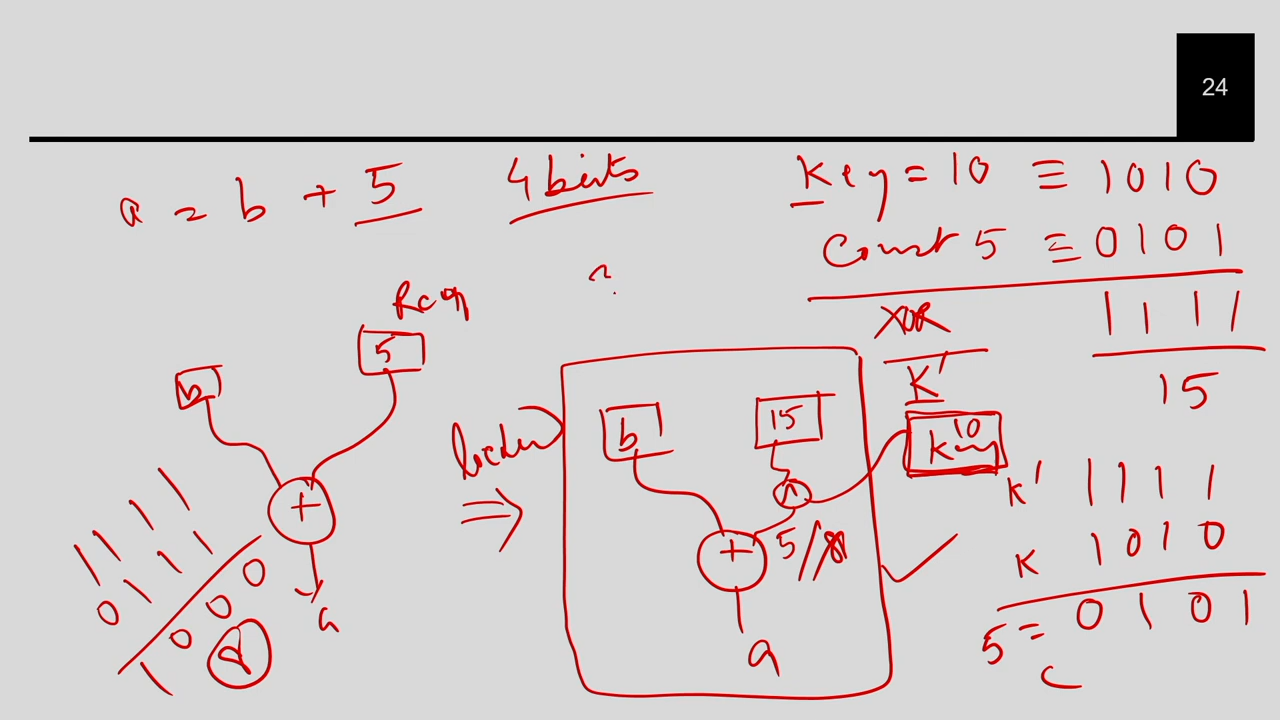 24
a = b + 5
4 bits
Key = 10 ≡ 1010
Const 5 ≡ 0101
XOR
1111
K'
15
Reg
5
b
+
a
b
15
^
+
5//8
a
Key 10
K' 1111
K 1010
5 = 0101
C
1111
0111
1000
8